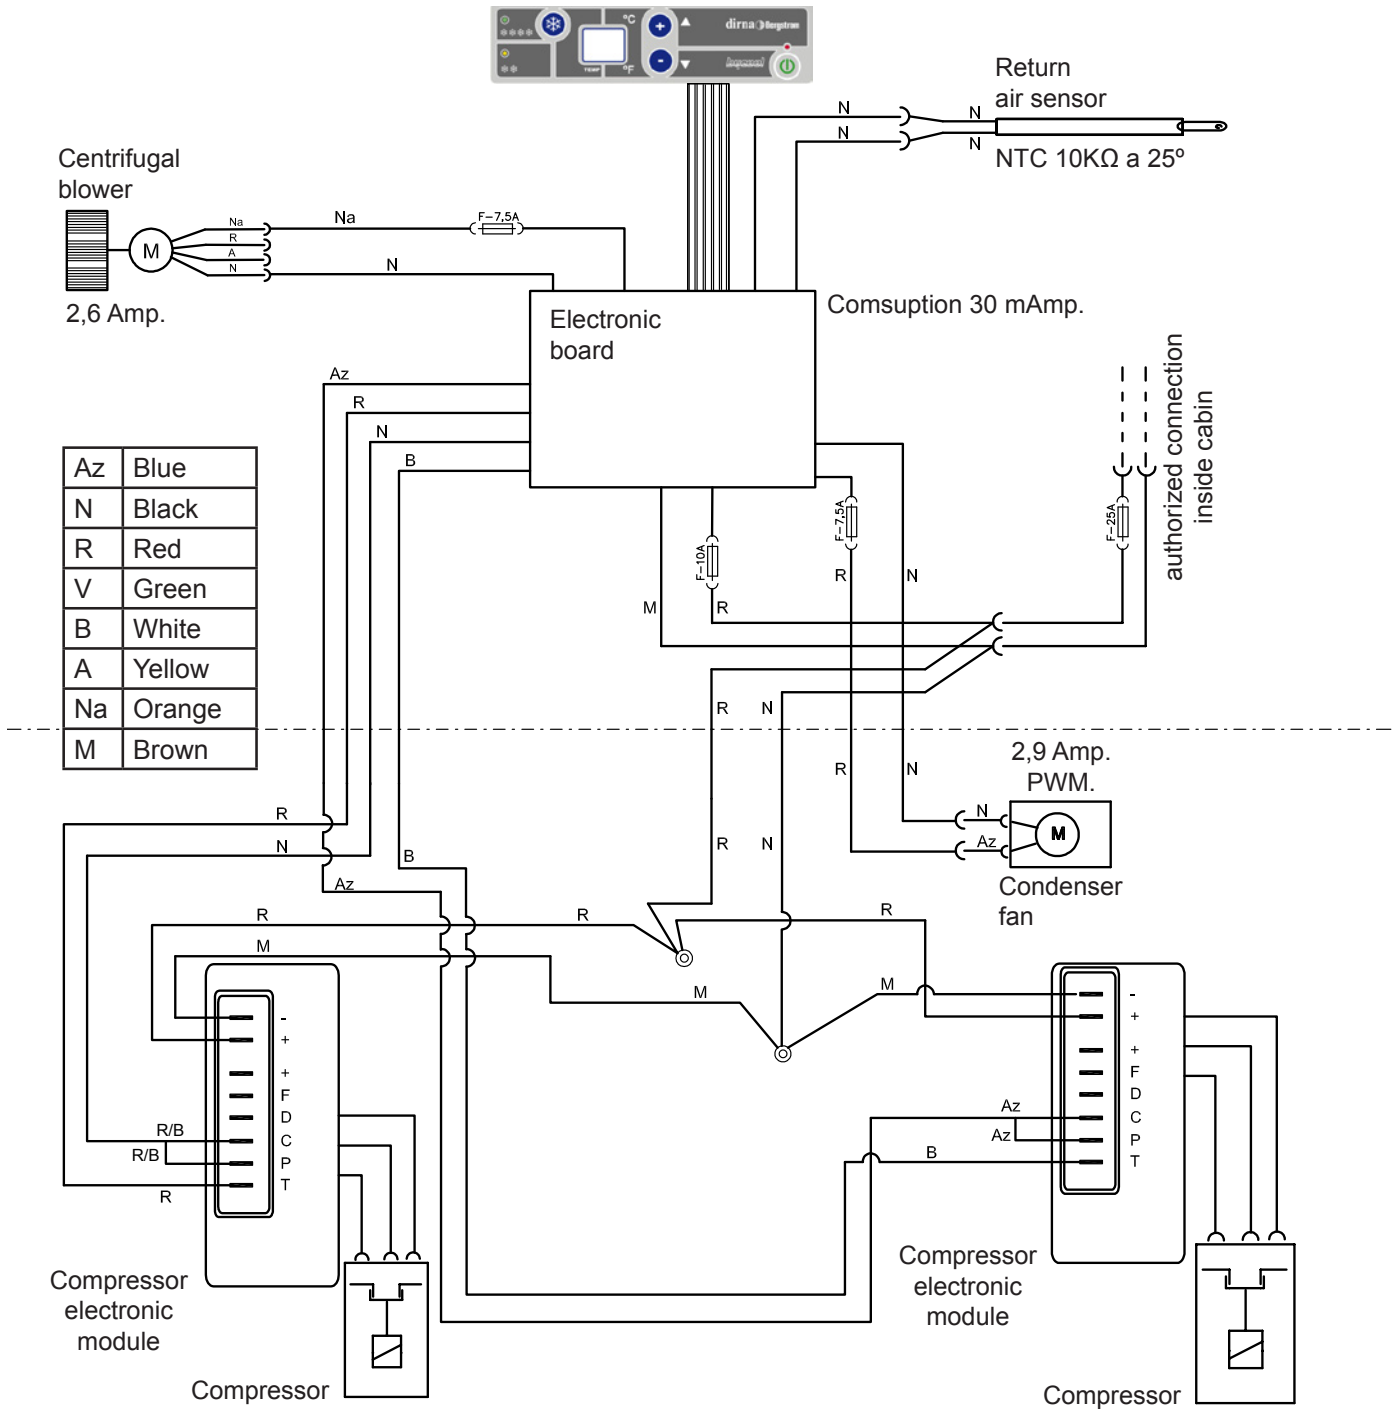 °C
+
dirna Bergstrom
-
TEMP
°F
Return
air sensor
N
N
N
N
NTC 10KΩ a 25º
Centrifugal
blower
M
Na
R
A
N
Na
N
F-7,5A
2,6 Amp.
Electronic
board
Comsuption 30 mAmp.
authorized connection
inside cabin
Az
R
N
B
Az Blue
N Black
R Red
V Green
B White
A Yellow
Na Orange
M Brown
F-10A
F-7,5A
F-25A
M
R
R
N
R
N
R
N
2,9 Amp.
PWM.
N
Az
M
Condenser
fan
R
N
B
Az
R
N
R
R
R
M
M
M
-
+
+
F
D
C
P
T
R/B
R/B
R
-
+
+
F
D
C
P
T
Az
Az
B
Compressor
electronic
module
Compressor
Compressor
electronic
module
Compressor